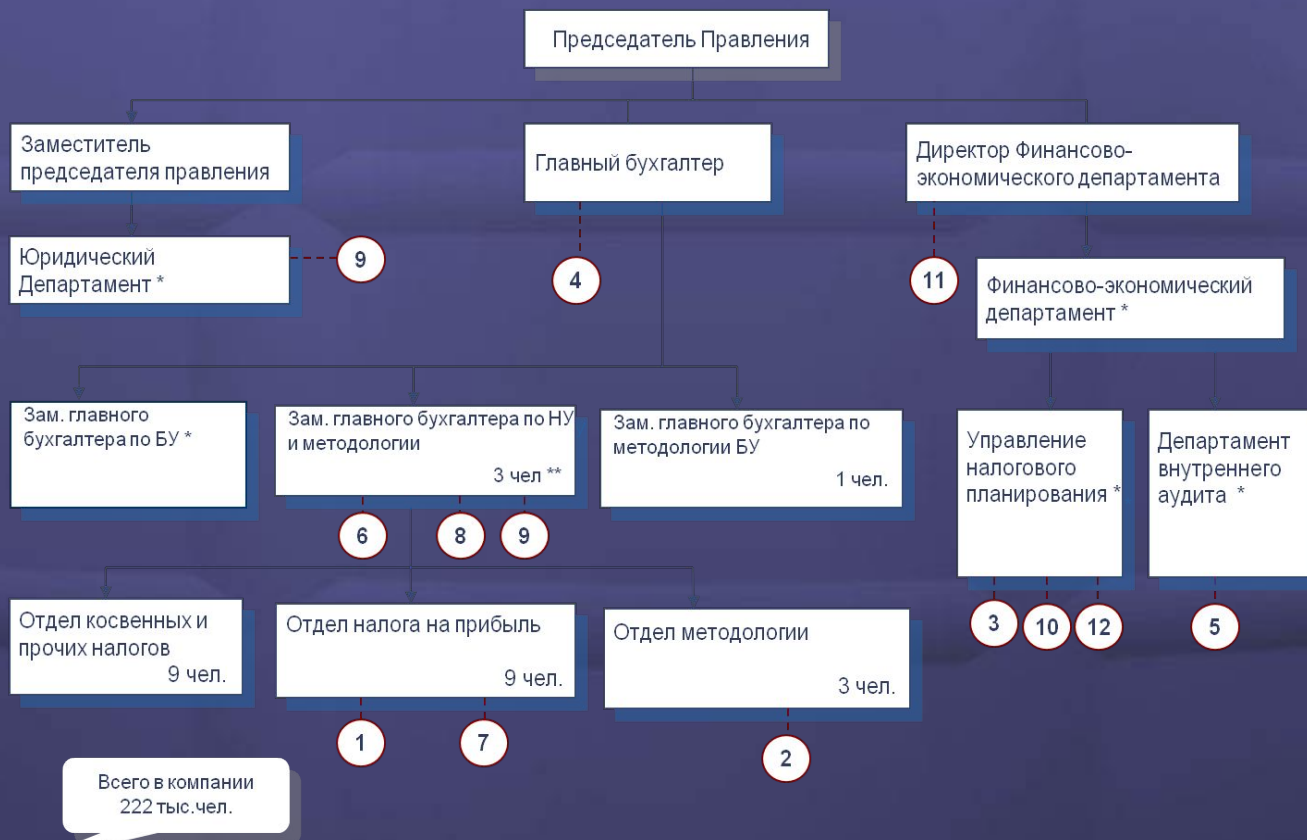 Председатель Правления
Заместитель
председателя правления
Главный бухгалтер
Директор Финансово-
экономического департамента
Юридический
Департамент *
9
4
11
Финансово-экономический
департамент *
Зам. главного
бухгалтера по БУ *
Зам. главного бухгалтера по НУ
и методологии
3 чел **
Зам. главного бухгалтера по
методологии БУ
1 чел.
Управление
налогового
планирования *
Департамент
внутреннего
аудита *
6
8
9
3
10
12
5
Отдел косвенных и
прочих налогов
9 чел.
Отдел налога на прибыль
9 чел.
Отдел методологии
3 чел.
1
7
2
Всего в компании
222 тыс.чел.